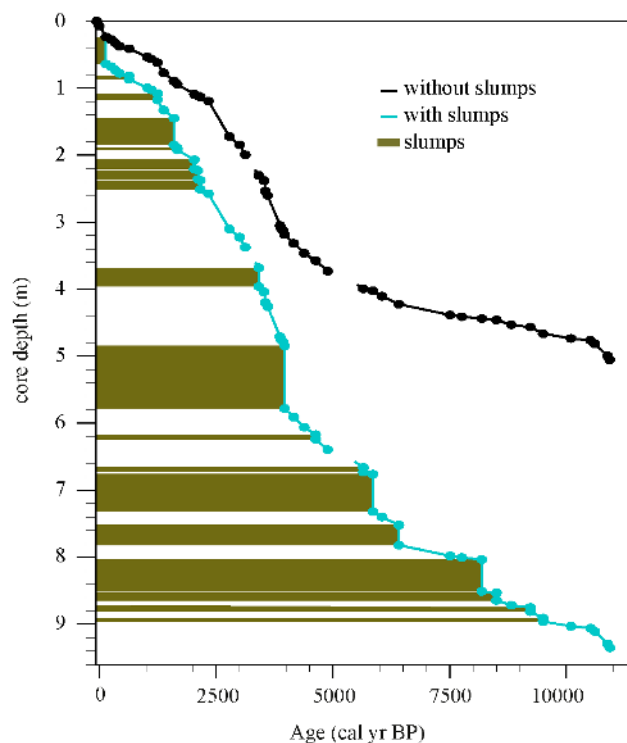 0
1
2
3
4
5
6
7
8
9
core depth (m)
without slumps
with slumps
slumps
0 2500 5000 7500 10000
Age (cal yr BP)